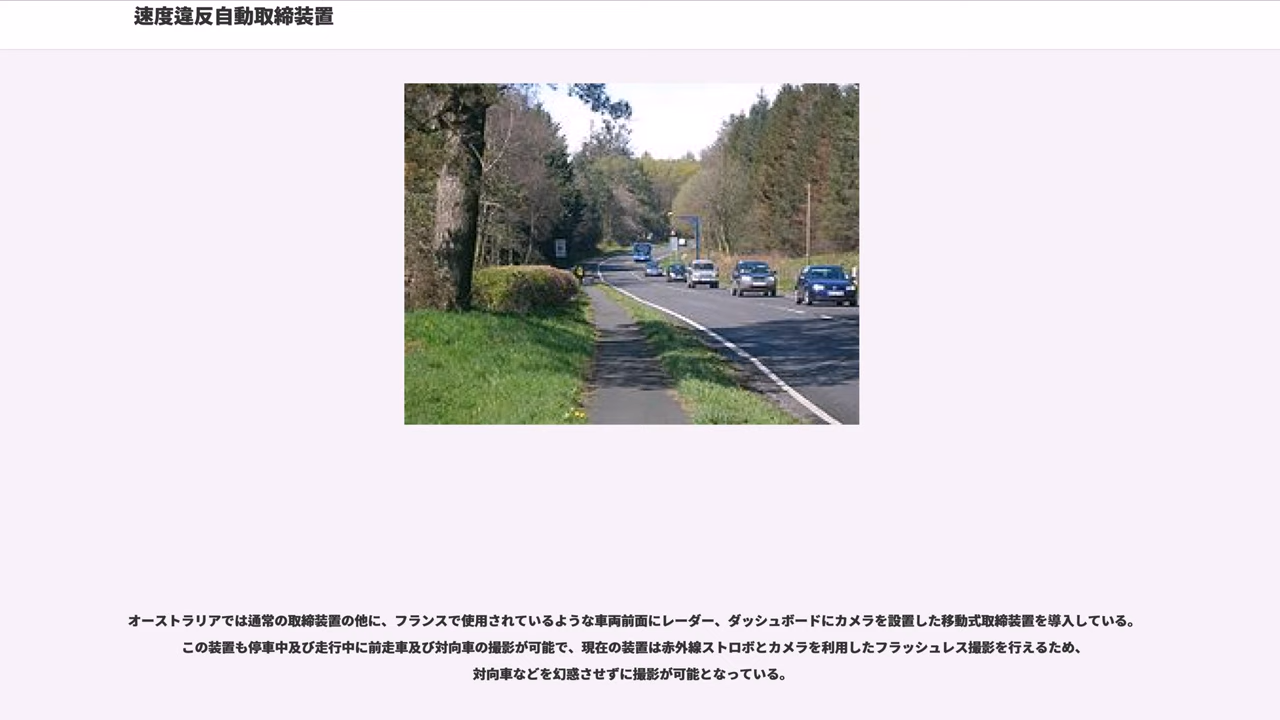 速度違反自動取締装置
オーストラリアでは通常の取締装置の他に、フランスで使用されているような車両前面にレーダー、ダッシュボードにカメラを設置した移動式取締装置を導入している。
この装置も停車中及び走行中に前走車及び対向車の撮影が可能で、現在の装置は赤外線ストロボとカメラを利用したフラッシュレス撮影を行えるため、
対向車などを幻惑させずに撮影が可能となっている。